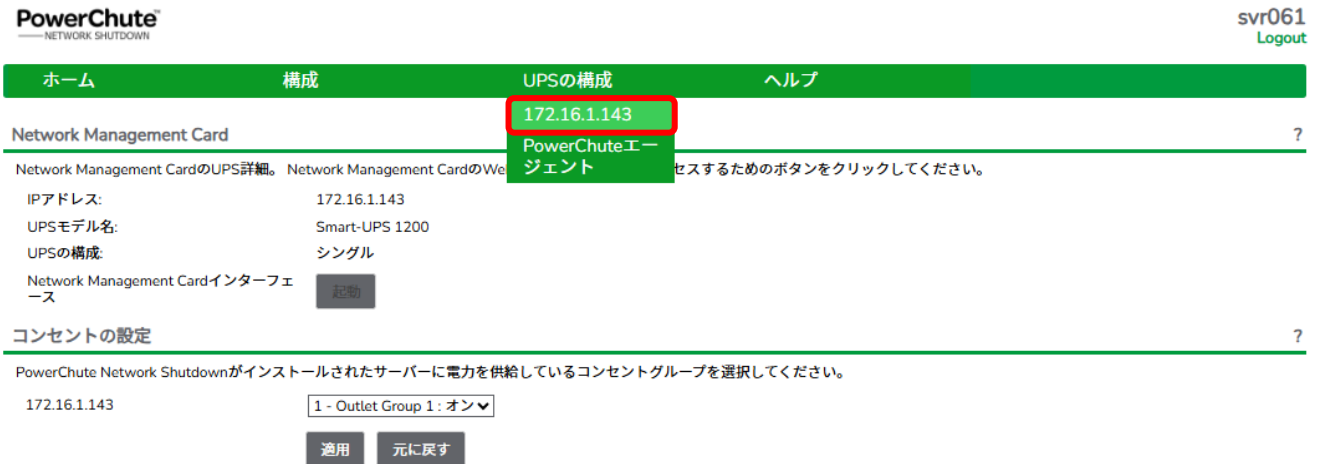 PowerChute™
NETWORK SHUTDOWN
svr061
Logout
ホーム 構成 UPSの構成 ヘルプ
172.16.1.143
PowerChuteエー
ジェント
Network Management Card ?
Network Management CardのUPS詳細。 Network Management CardのWe セスするためのボタンをクリックしてください。
IPアドレス: 172.16.1.143
UPSモデル名: Smart-UPS 1200
UPSの構成: シングル
Network Management Cardインターフェ
ース
起動
コンセントの設定 ?
PowerChute Network Shutdownがインストールされたサーバーに電力を供給しているコンセントグループを選択してください。
172.16.1.143 1 - Outlet Group 1 : オン
適用 元に戻す